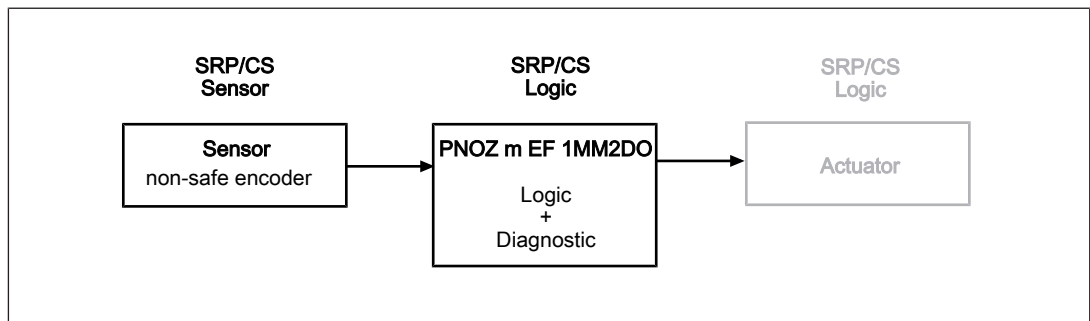 SRP/CS
Sensor
SRP/CS
Logic
SRP/CS
Logic
Sensor
non-safe encoder
PNOZ m EF 1MM2DO
Logic
+
Diagnostic
Actuator